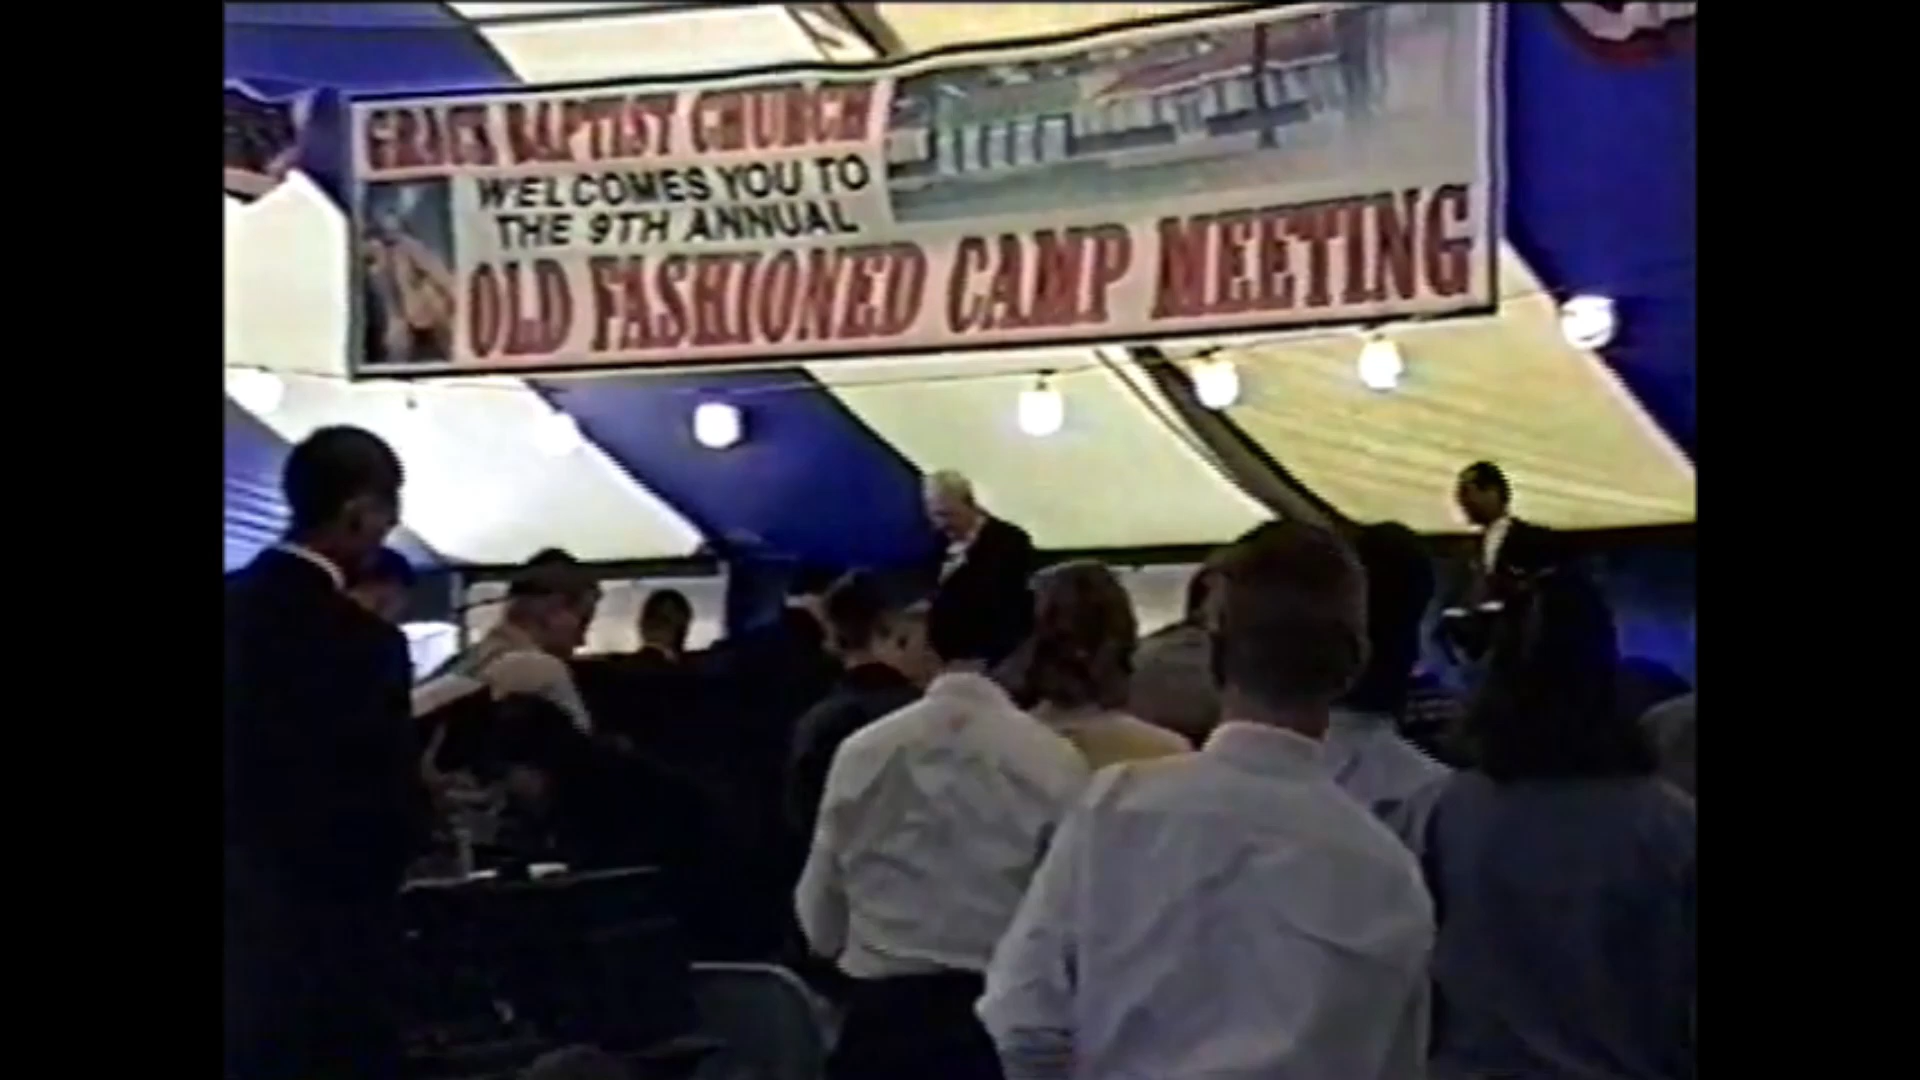 GRACE BAPTIST CHURCH
WELCOMES YOU TO
THE 9TH ANNUAL
OLD FASHIONED CAMP MEETING